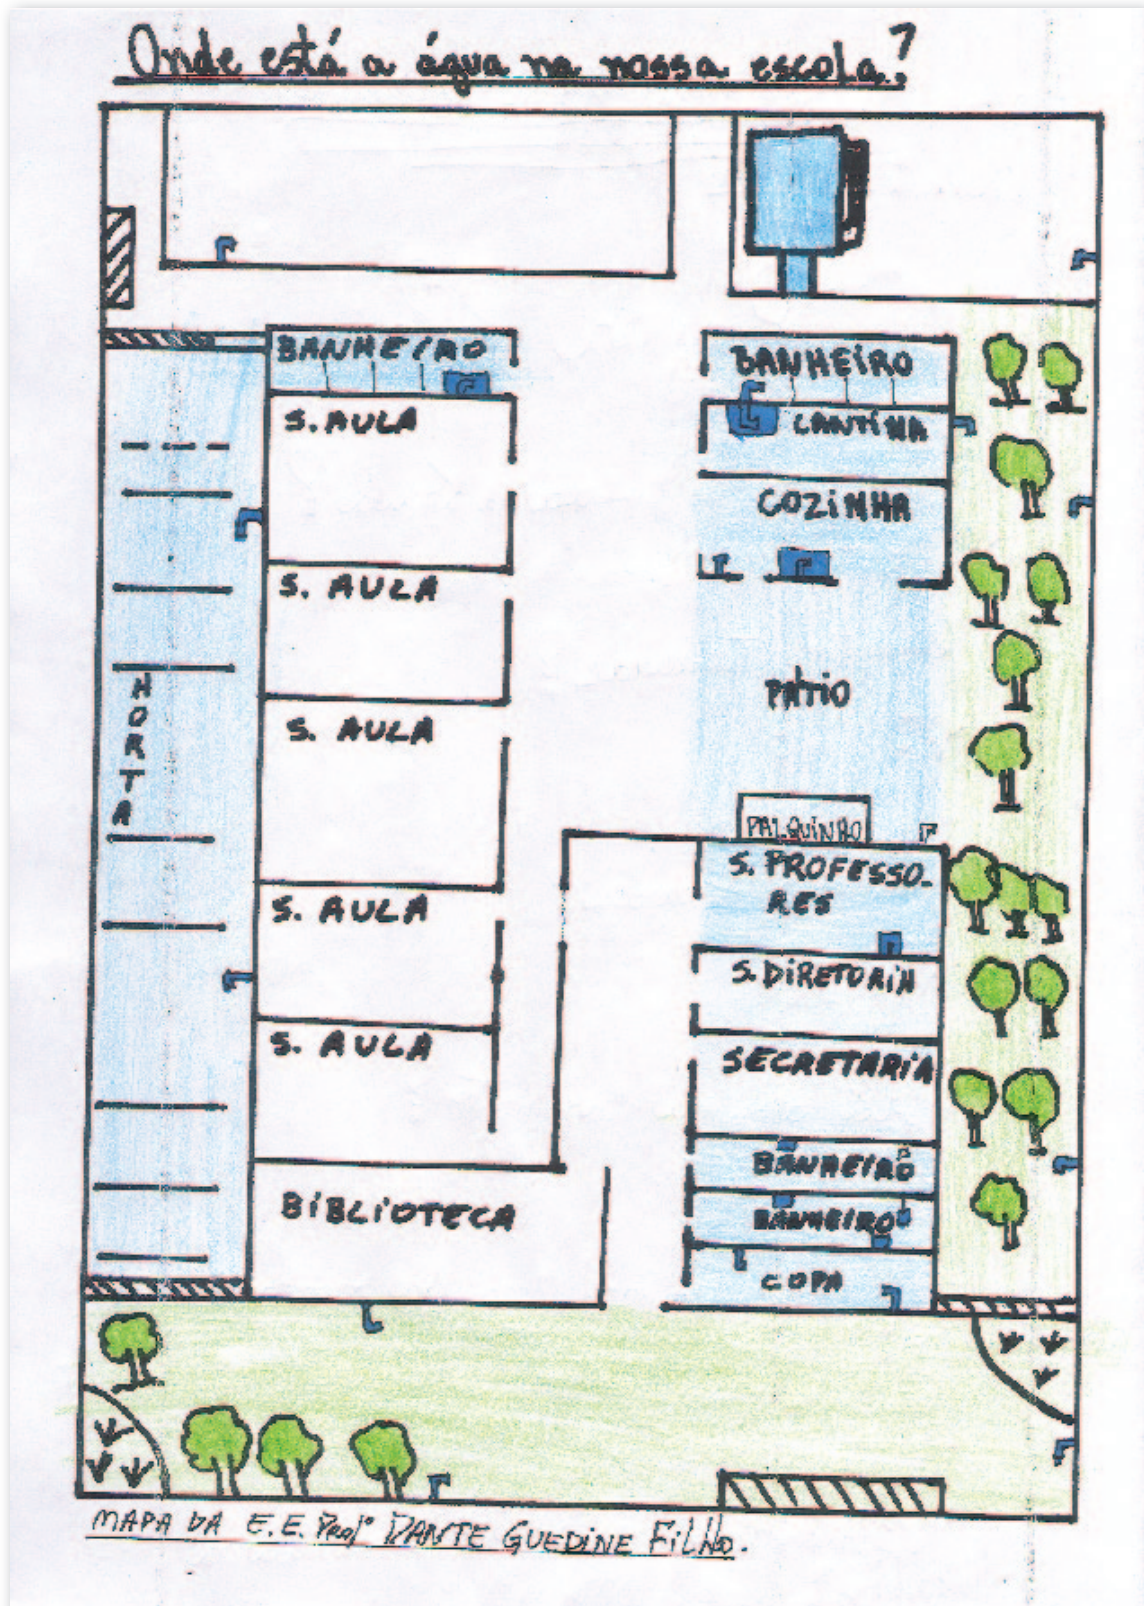 Onde está a água na nossa escola?
BANHEIRO
BANHEIRO
S. AULA
CANTINA
COZINHA
S. AULA
PÁTIO
HORTA
S. AULA
PALQUINHO
S. PROFESSO-
RES
S. AULA
S. DIRETORIA
S. AULA
SECRETARIA
BANHEIRO
BIBLIOTECA
BANHEIRO
COPA
MAPA DA E.E. Profº DANTE GUEDINE FILHO.